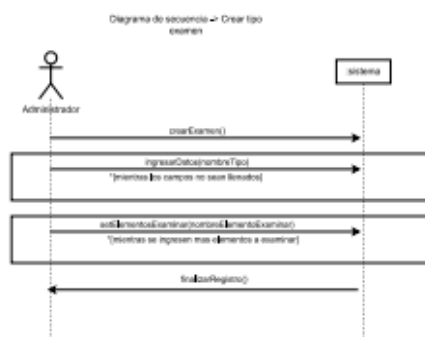 Diagrama de secuencia -> Crear tipo
examen
sistema
Administrador
crearExamen()
ingresarDatos(nombreTipo)
*[mientras los campos no sean llenados]
setElementosExaminar(nombreElementoExaminar)
*[mientras se ingresen mas elementos a examinar]
finalizarRegistro()